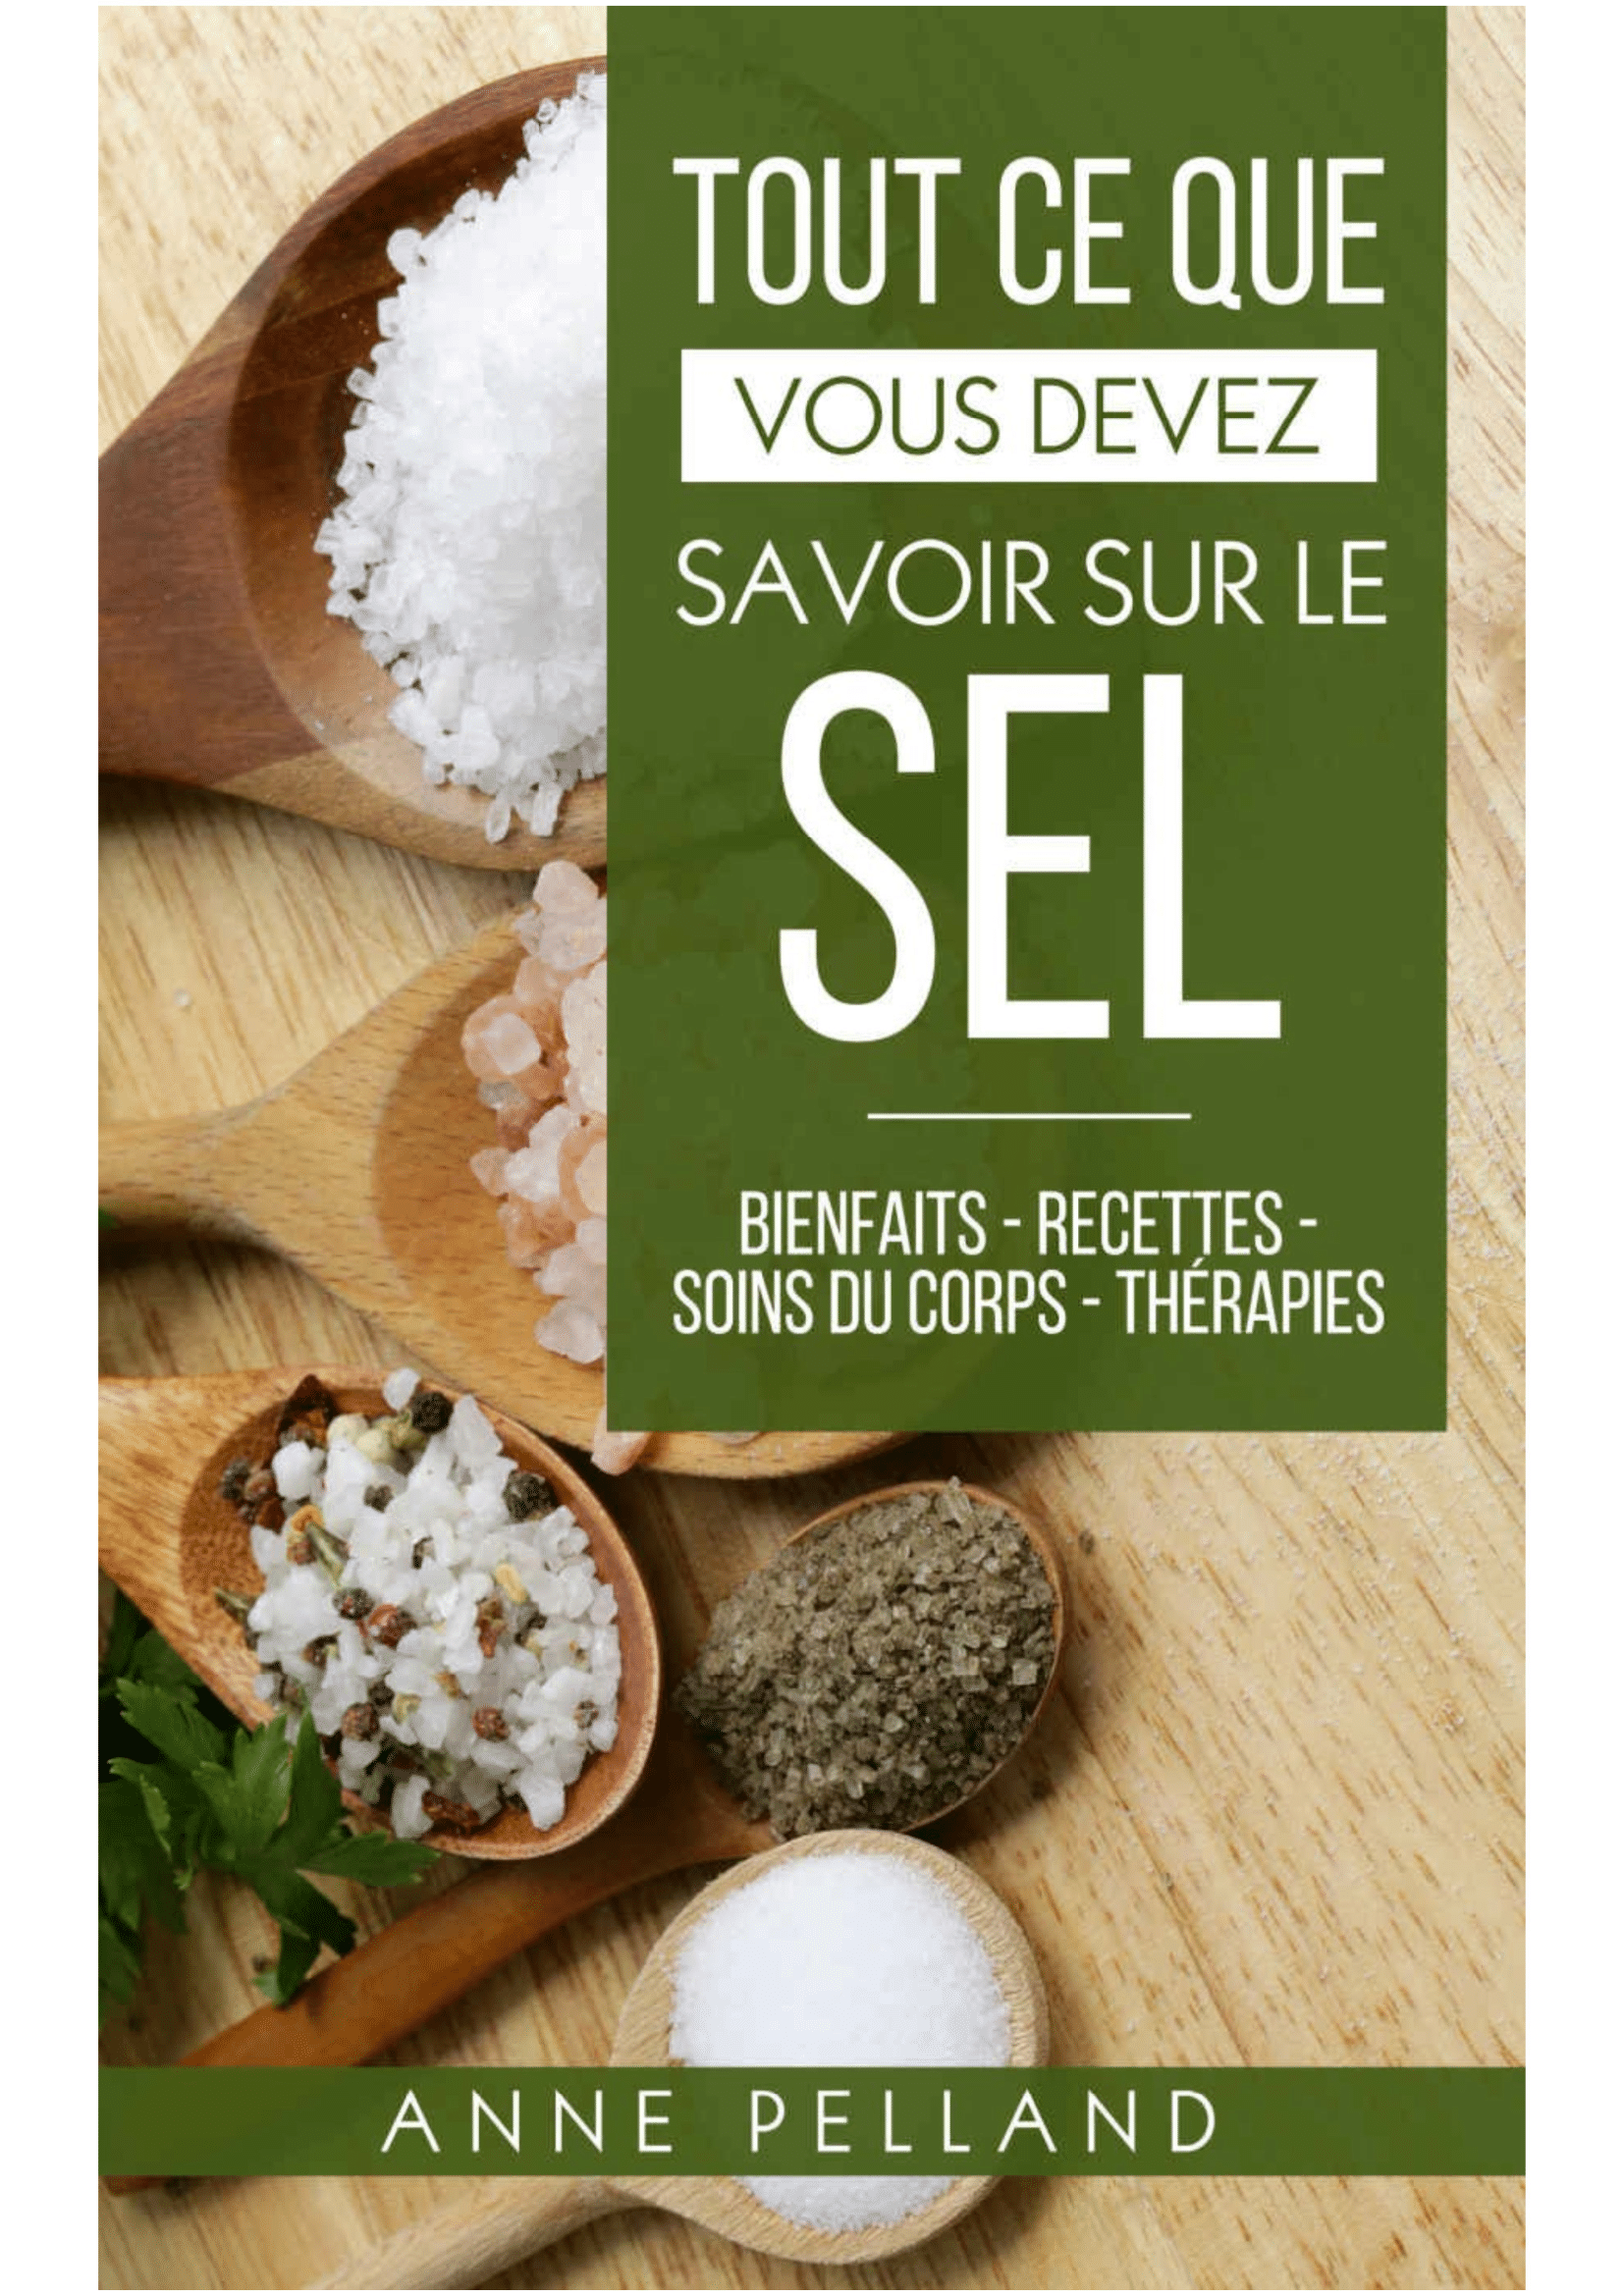 TOUT CE QUE
VOUS DEVEZ
SAVOIR SUR LE
SEL
BIENFAITS - RECETTES -
SOINS DU CORPS - THÉRAPIES
ANNE PELLAND